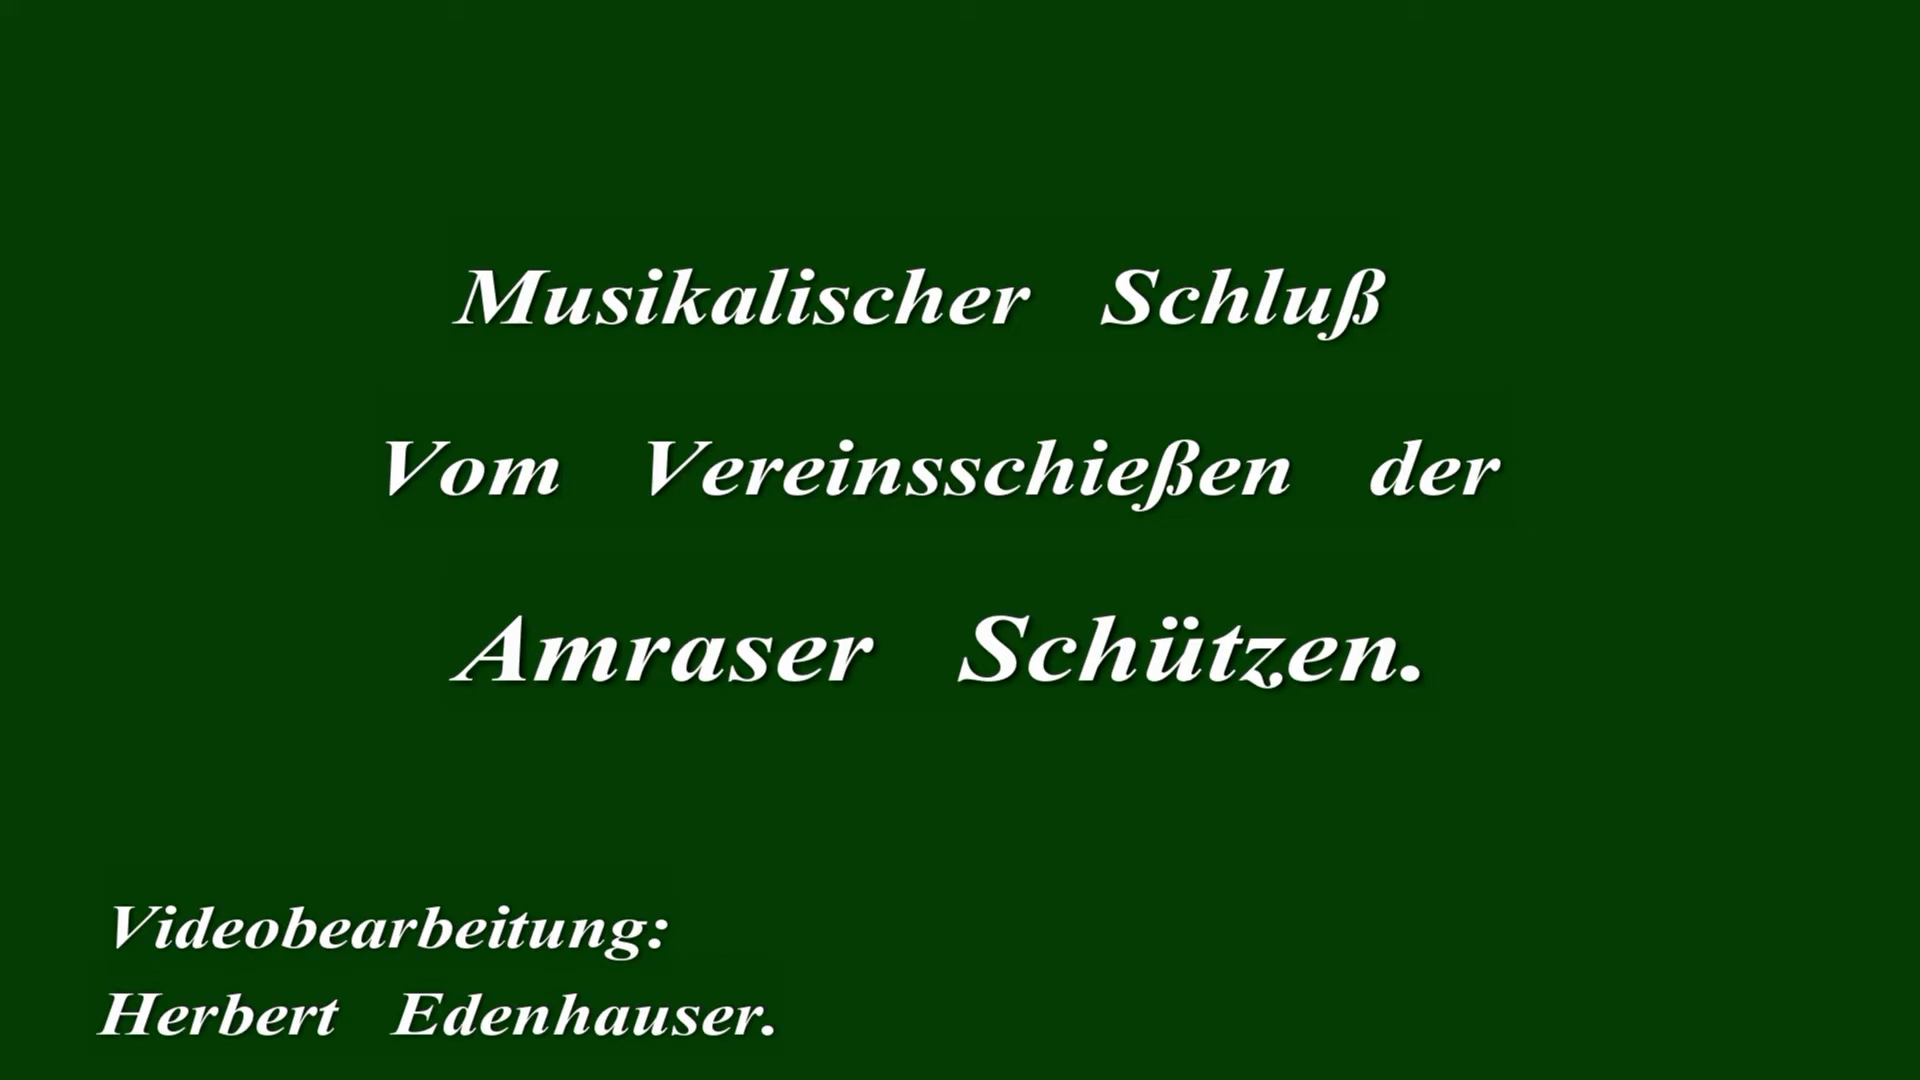 Musikalischer Schluß
Vom Vereinsschießen der
Amraser Schützen.
Videobearbeitung:
Herbert Edenhauser.